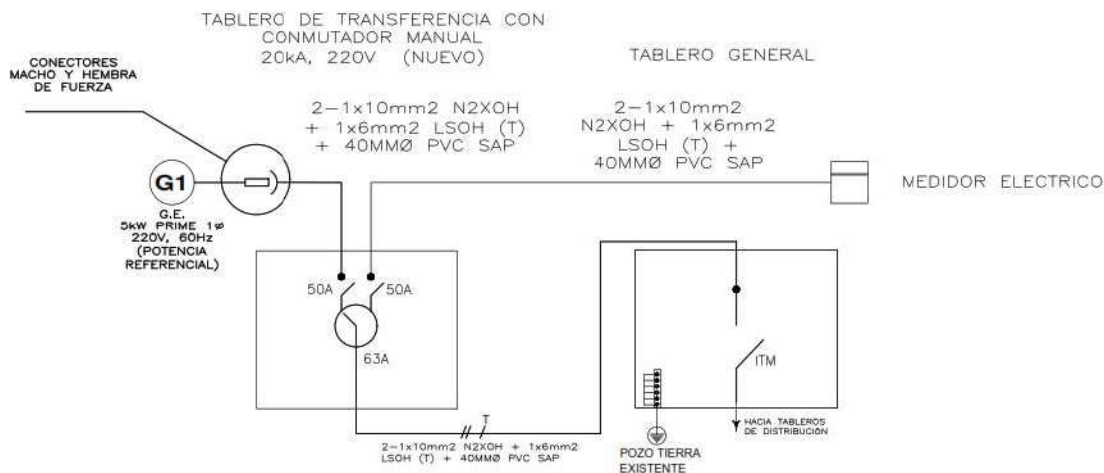 TABLERO DE TRANSFERENCIA CON
CONMUTADOR MANUAL
20kA, 220V (NUEVO)
TABLERO GENERAL
CONECTORES
MACHO Y HEMBRA
DE FUERZA
2-1x10mm2 N2XOH
+ 1x6mm2 LSOH (T)
+ 40MMØ PVC SAP
2-1x10mm2
N2XOH + 1x6mm2
LSOH (T) +
40MMØ PVC SAP
G1
MEDIDOR ELECTRICO
G.E.
5kW PRIME 1ø
220V, 60Hz
(POTENCIA
REFERENCIAL)
50A
50A
63A
ITM
T
2-1x10mm2 N2XOH + 1x6mm2
LSOH (T) + 40MMØ PVC SAP
HACIA TABLEROS
DE DISTRIBUCIÓN
POZO TIERRA
EXISTENTE